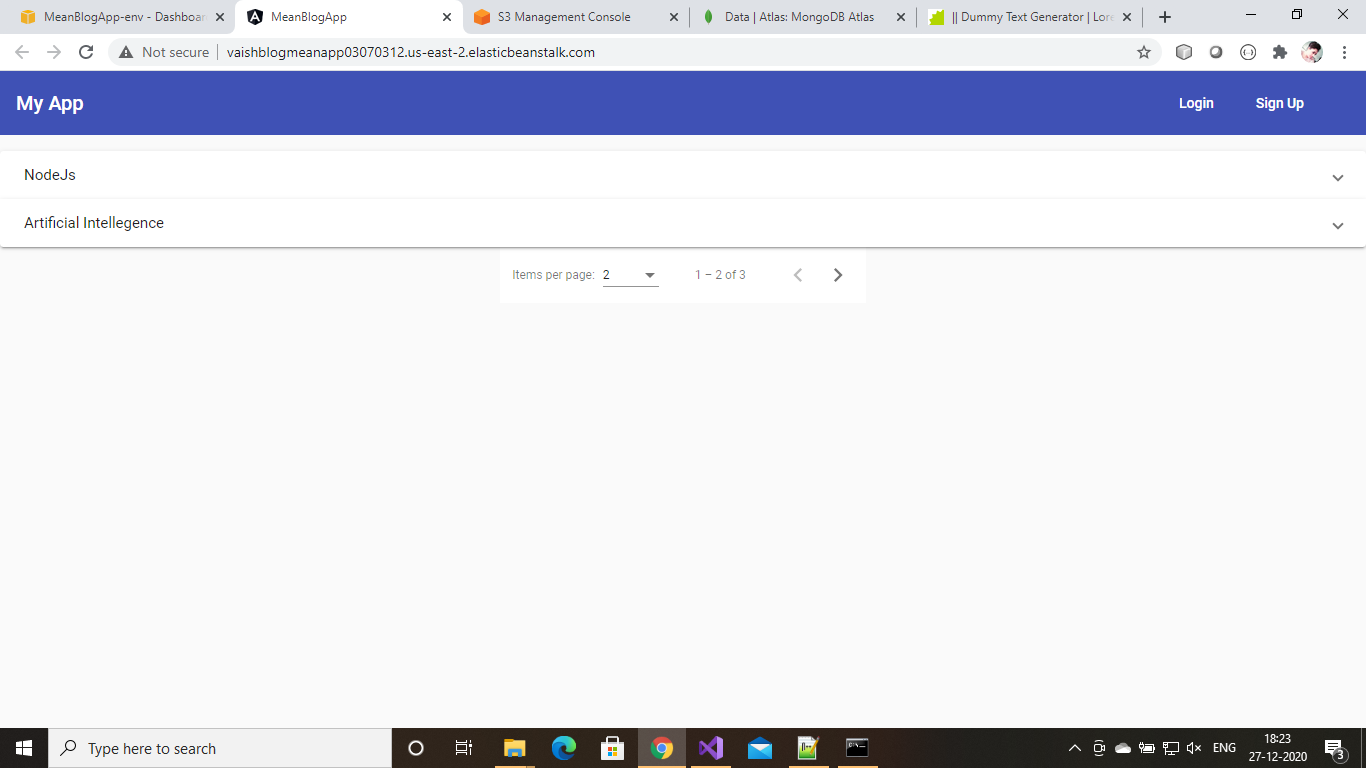 MeanBlogApp-env - Dashboar
MeanBlogApp
S3 Management Console
Data | Atlas: MongoDB Atlas
|| Dummy Text Generator | Lore
Not secure
vaishblogmeanapp03070312.us-east-2.elasticbeanstalk.com
My App
Login
Sign Up
NodeJs
Artificial Intellegence
Items per page: 2
1 – 2 of 3
Type here to search
ENG
18:23
27-12-2020
3